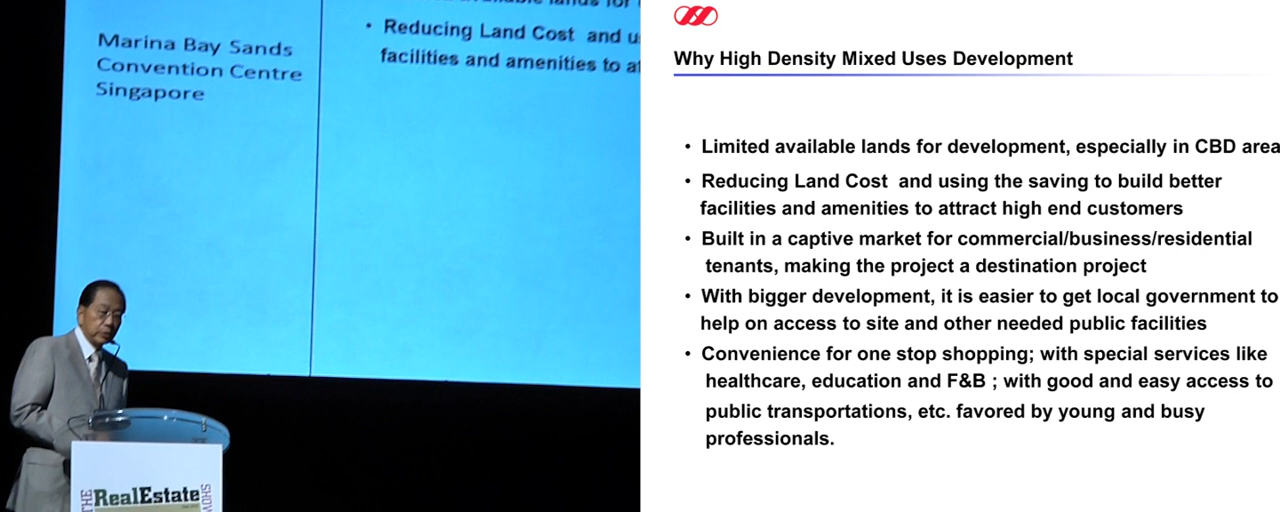 Marina Bay Sands
Convention Centre
Singapore
lands for
• Reducing Land Cost and u
facilities and amenities to a
THE RealEstate SHOW
Why High Density Mixed Uses Development
• Limited available lands for development, especially in CBD area
• Reducing Land Cost and using the saving to build better
facilities and amenities to attract high end customers
• Built in a captive market for commercial/business/residential
tenants, making the project a destination project
• With bigger development, it is easier to get local government to
help on access to site and other needed public facilities
• Convenience for one stop shopping; with special services like
healthcare, education and F&B ; with good and easy access to
public transportations, etc. favored by young and busy
professionals.